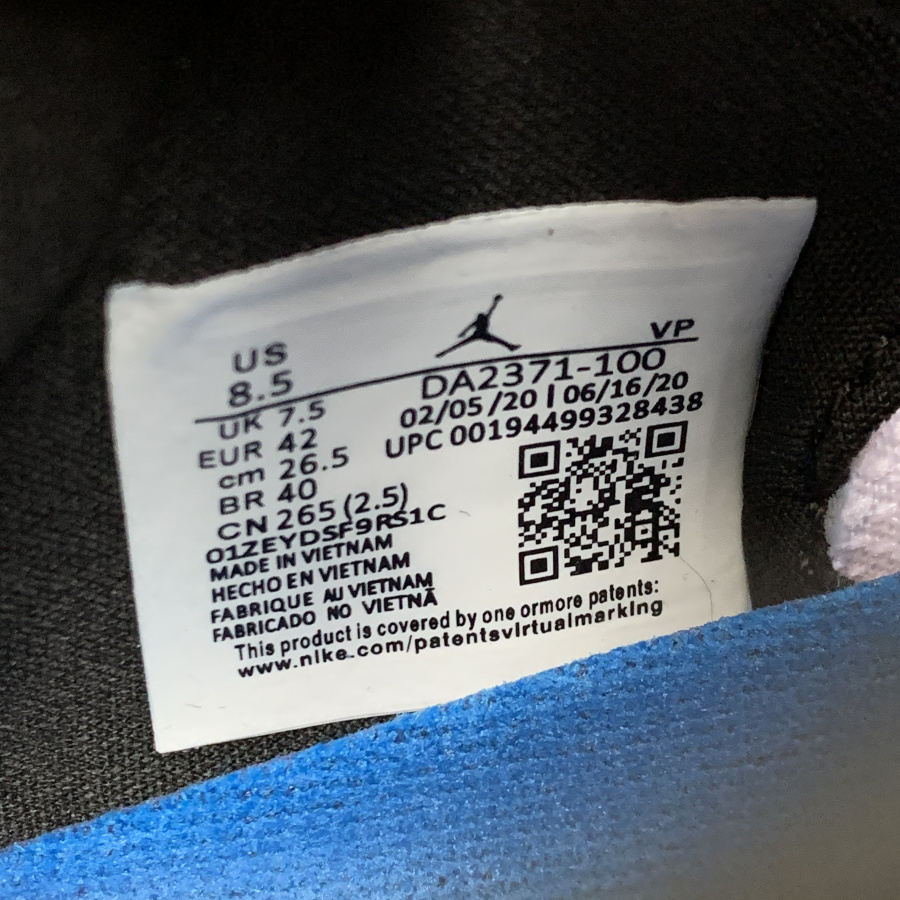 US
8.5
VP
UK 7.5
DA2371-100
EUR 42
02/05/20 | 06/16/20
cm 26.5
UPC 00194499328438
BR 40
CN 265 (2.5)
01ZEYDSF9RS1C
MADE IN VIETNAM
HECHO EN VIETNAM
FABRIQUE AU VIETNAM
FABRICADO NO VIETNÃ
This product is covered by one ormore patents:
www.nike.com/patentsvirtualmarking